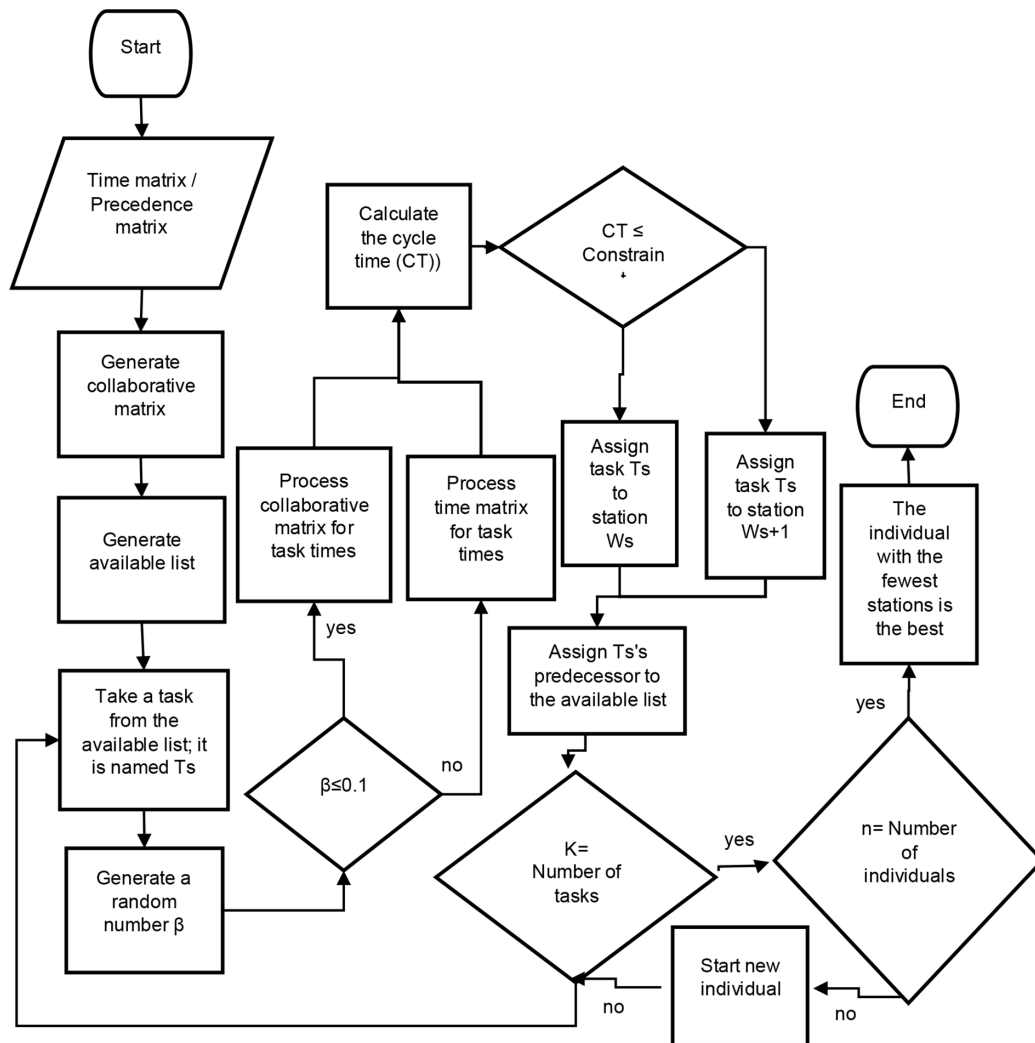 Start
Time matrix /
Precedence
matrix
Generate
collaborative
matrix
Generate
available list
Take a task
from the
available list; it
is named Ts
Generate a
random
number β
β≤0.1
yes
no
Process
collaborative
matrix for
task times
Process
time matrix
for task
times
Calculate
the cycle
time (CT))
CT ≤
Constrain
Assign
task Ts
to
station
Ws
Assign
task Ts
to station
Ws+1
Assign Ts's
predecessor to
the available list
K=
Number of
tasks
yes
no
n= Number
of
individuals
no
Start new
individual
yes
The
individual
with the
fewest
stations is
the best
End